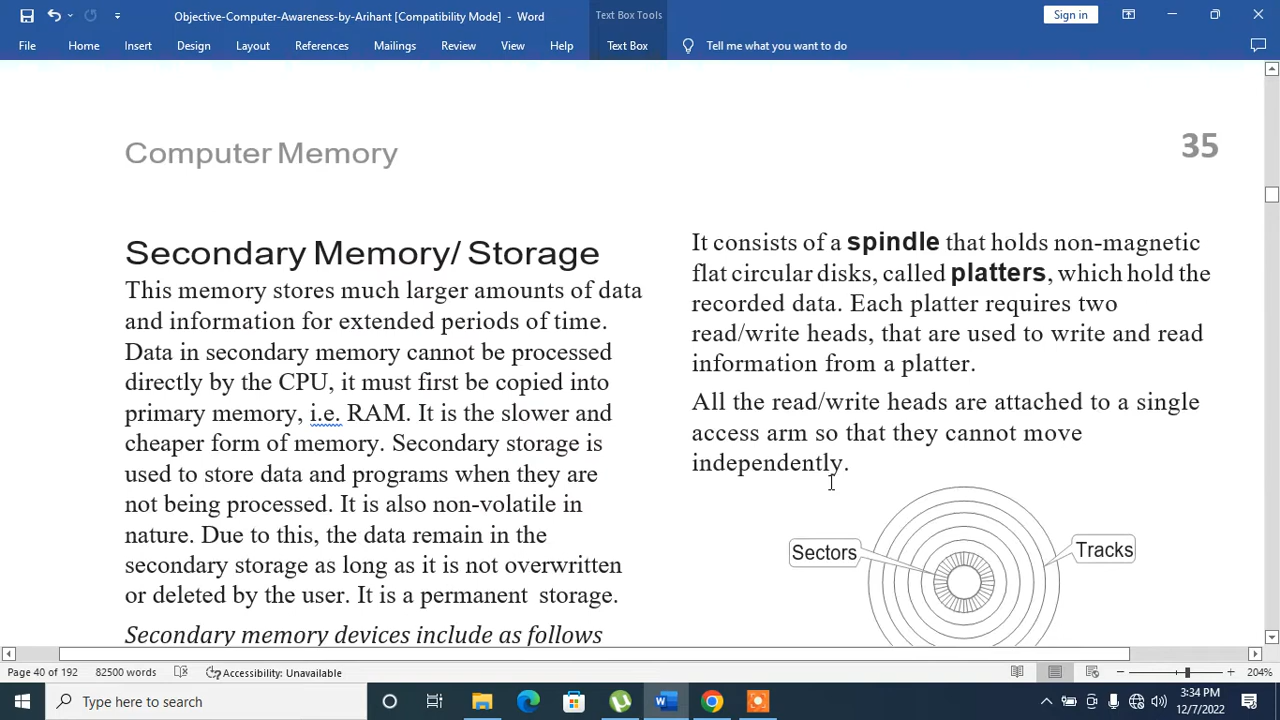 Objective-Computer-Awareness-by-Arihant [Compatibility Mode] - Word
Text Box Tools
Sign in
File
Home
Insert
Design
Layout
References
Mailings
Review
View
Help
Text Box
Tell me what you want to do
Computer Memory
35
Secondary Memory/ Storage
This memory stores much larger amounts of data
and information for extended periods of time.
Data in secondary memory cannot be processed
directly by the CPU, it must first be copied into
primary memory, i.e. RAM. It is the slower and
cheaper form of memory. Secondary storage is
used to store data and programs when they are
not being processed. It is also non-volatile in
nature. Due to this, the data remain in the
secondary storage as long as it is not overwritten
or deleted by the user. It is a permanent storage.
Secondary memory devices include as follows
It consists of a spindle that holds non-magnetic
flat circular disks, called platters, which hold the
recorded data. Each platter requires two
read/write heads, that are used to write and read
information from a platter.
All the read/write heads are attached to a single
access arm so that they cannot move
independently.
Sectors
Tracks
Page 40 of 192
82500 words
Accessibility: Unavailable
204%
Type here to search
3:34 PM
12/7/2022